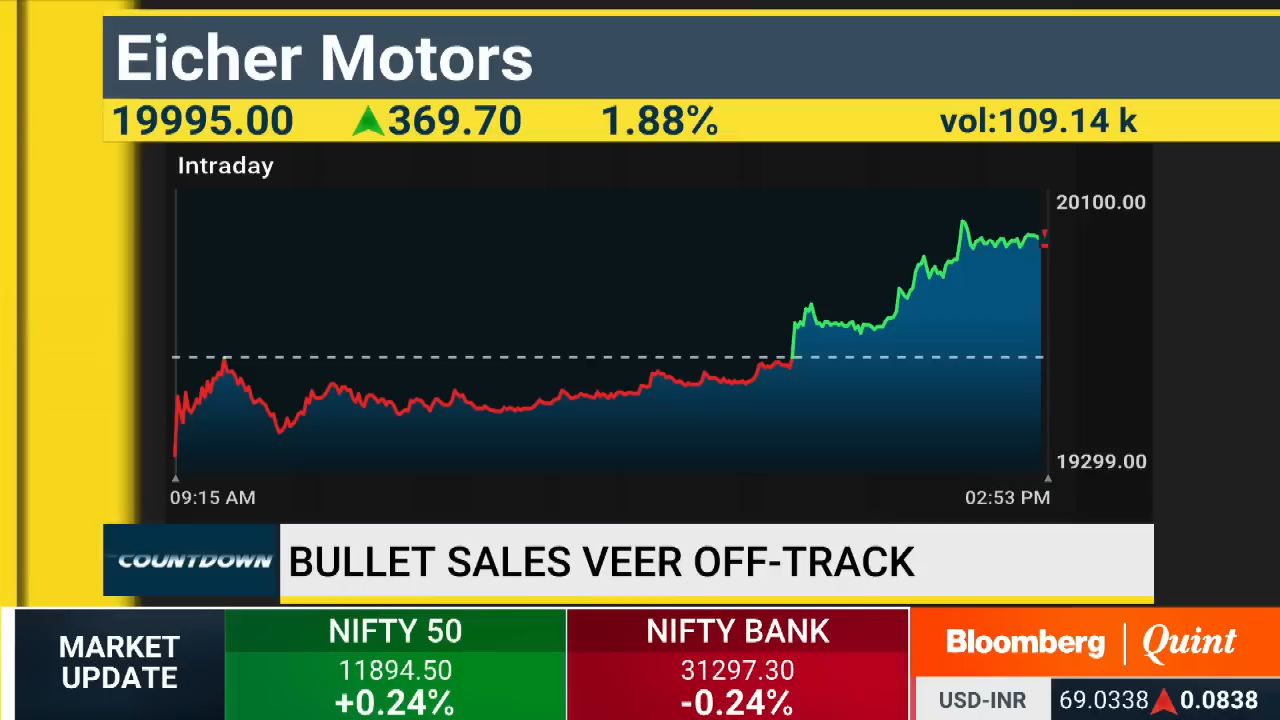 Eicher Motors
19995.00 369.70 1.88% vol:109.14 k
Intraday
20100.00
19299.00
09:15 AM 02:53 PM
COUNTDOWN BULLET SALES VEER OFF-TRACK
MARKET UPDATE
NIFTY 50
11894.50
+0.24%
NIFTY BANK
31297.30
-0.24%
Bloomberg | Quint
USD-INR 69.0338 0.0838